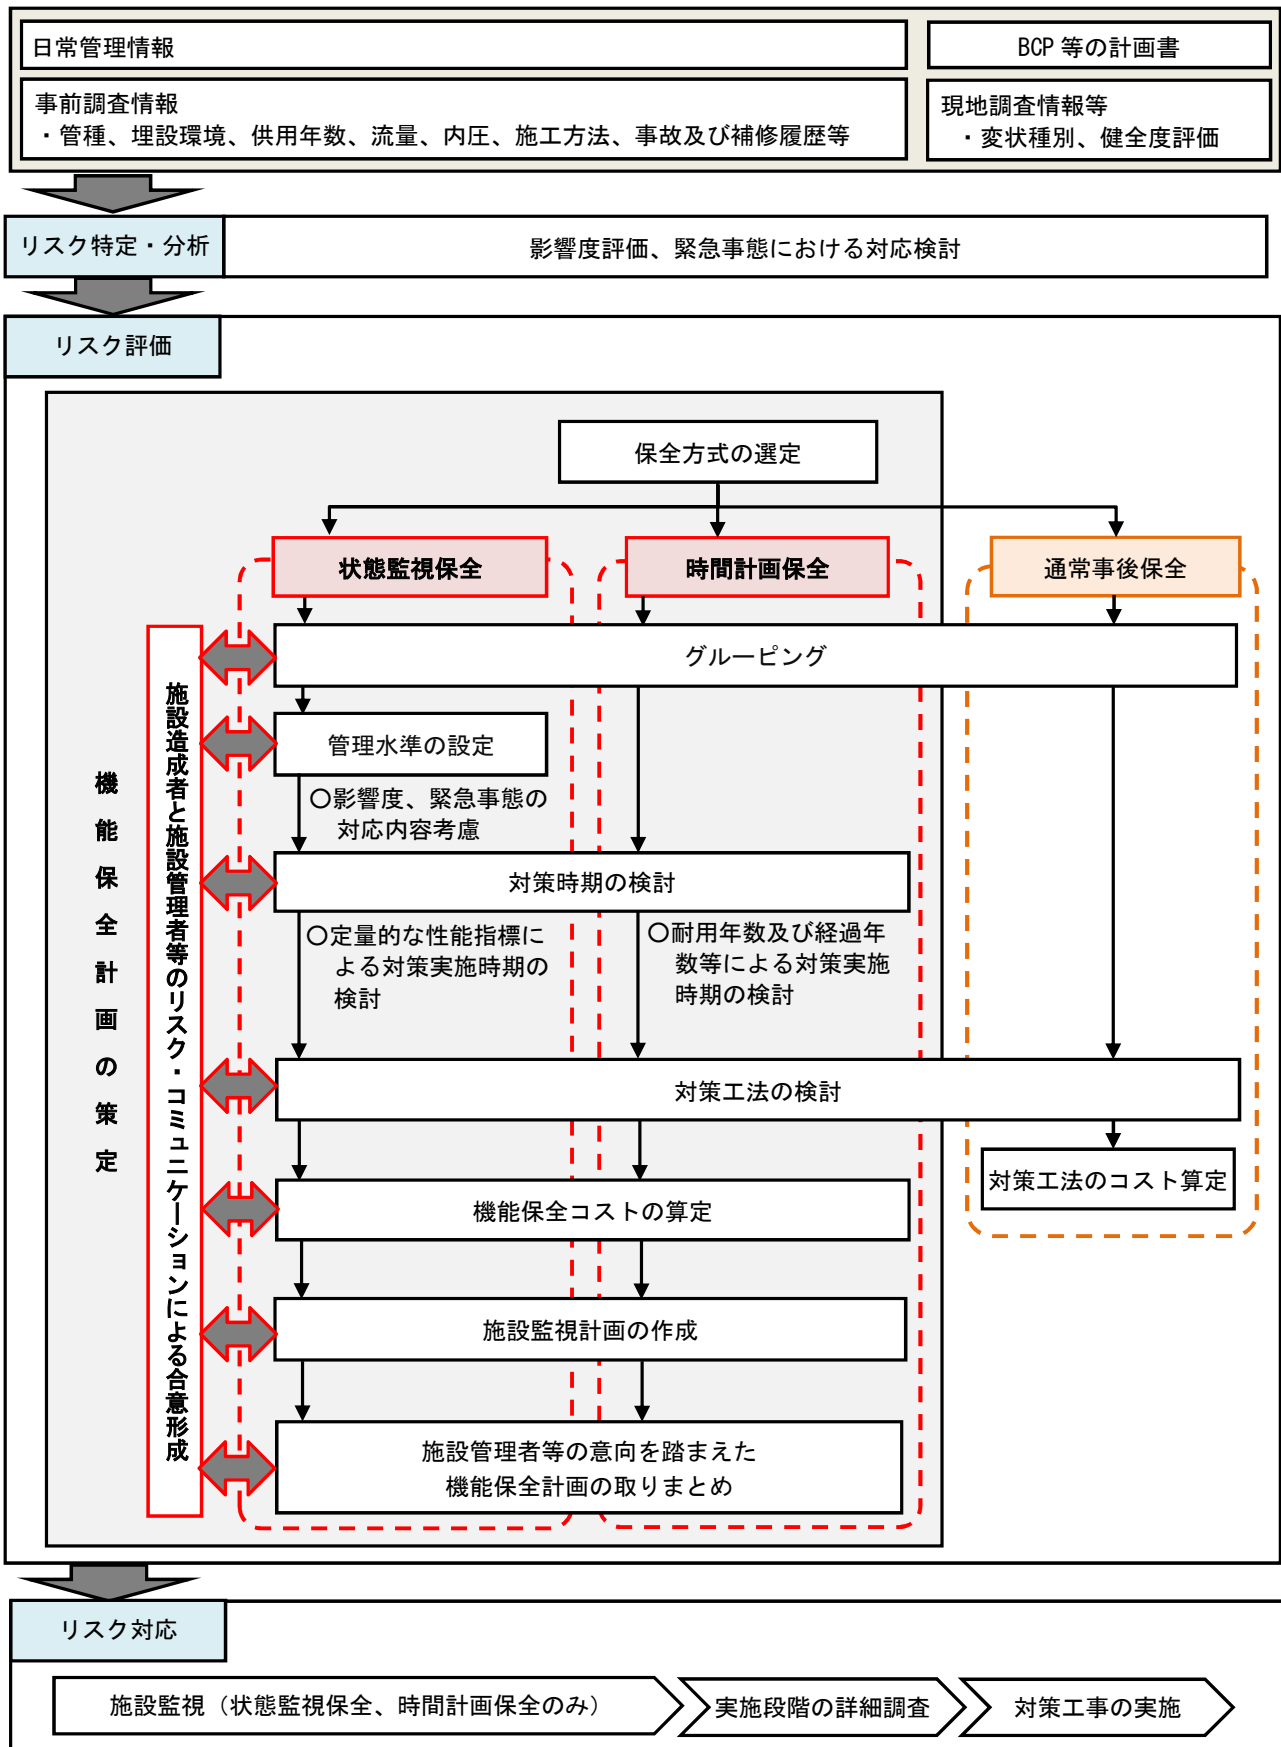 日常管理情報
BCP 等の計画書
事前調査情報
・管種、埋設環境、供用年数、流量、内圧、施工方法、事故及び補修履歴等
現地調査情報等
・変状種別、健全度評価
リスク特定・分析
影響度評価、緊急事態における対応検討
リスク評価
保全方式の選定
状態監視保全
時間計画保全
通常事後保全
機能保全計画の策定
施設造成者と施設管理者等のリスク・コミュニケーションによる合意形成
グルーピング
管理水準の設定
○影響度、緊急事態の
対応内容考慮
対策時期の検討
○定量的な性能指標に
よる対策実施時期の
検討
○耐用年数及び経過年
数等による対策実施
時期の検討
対策工法の検討
対策工法のコスト算定
機能保全コストの算定
施設監視計画の作成
施設管理者等の意向を踏まえた
機能保全計画の取りまとめ
リスク対応
施設監視（状態監視保全、時間計画保全のみ）
実施段階の詳細調査
対策工事の実施